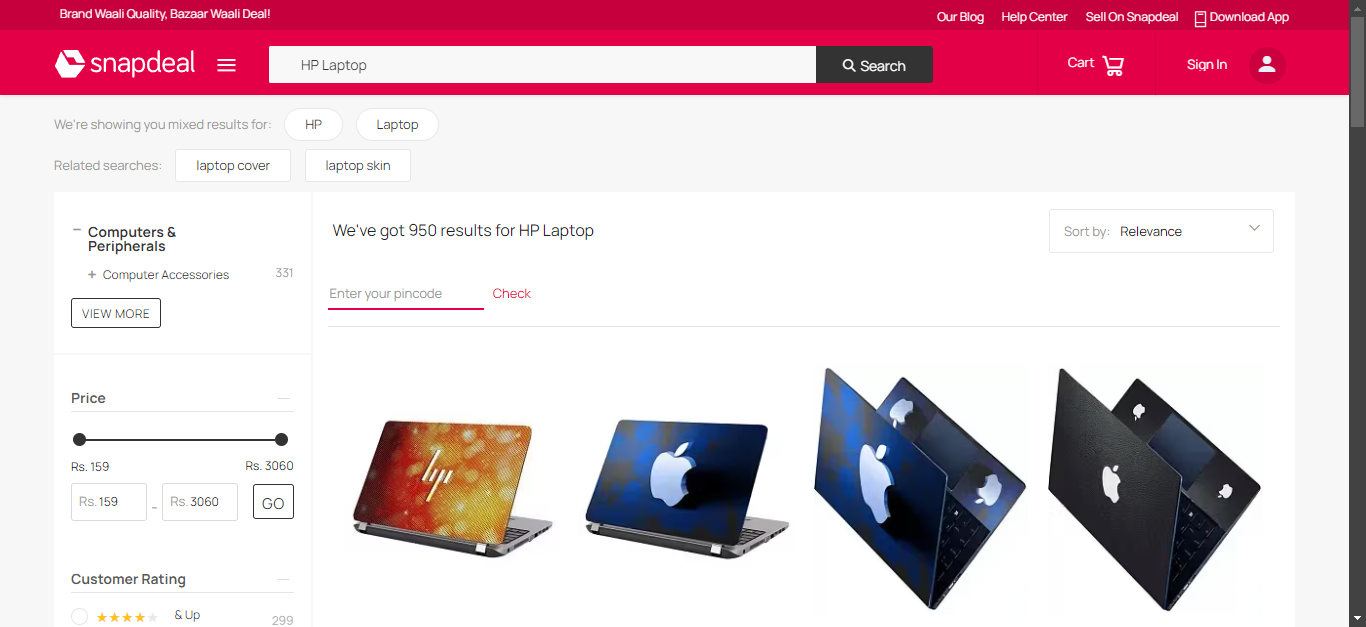 Brand Waali Quality, Bazaar Waali Deal!
Our Blog Help Center Sell On Snapdeal Download App
snapdeal
HP Laptop
Search
Cart
Sign In
We're showing you mixed results for: HP Laptop
Related searches: laptop cover laptop skin
Computers &
Peripherals
+ Computer Accessories 331
VIEW MORE
Price
Rs. 159 Rs. 3060
Rs. 159 - Rs. 3060 GO
Customer Rating
& Up 299
We've got 950 results for HP Laptop
Sort by: Relevance
Enter your pincode Check
hp